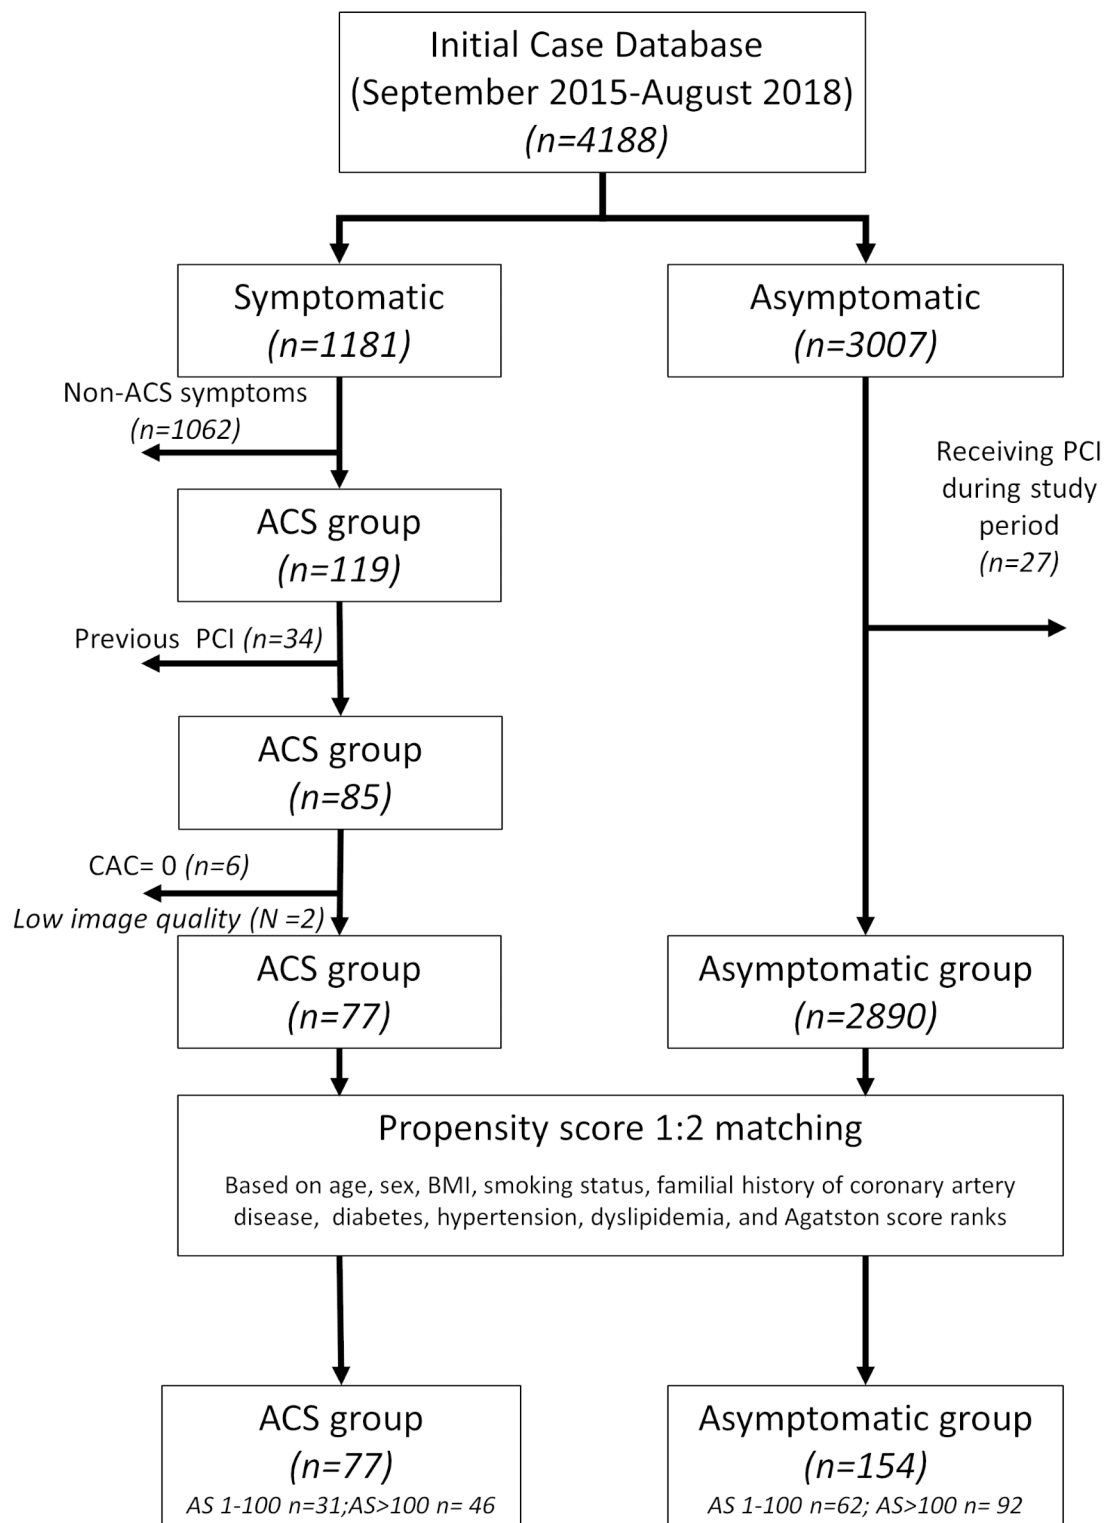 Initial Case Database
(September 2015-August 2018)
(n=4188)
Symptomatic
(n=1181)
Asymptomatic
(n=3007)
Non-ACS symptoms
(n=1062)
Receiving PCI
during study
period
(n=27)
ACS group
(n=119)
Previous PCI (n=34)
ACS group
(n=85)
CAC= 0 (n=6)
Low image quality (N =2)
ACS group
(n=77)
Asymptomatic group
(n=2890)
Propensity score 1:2 matching
Based on age, sex, BMI, smoking status, familial history of coronary artery
disease, diabetes, hypertension, dyslipidemia, and Agatston score ranks
ACS group
(n=77)
AS 1-100 n=31;AS>100 n= 46
Asymptomatic group
(n=154)
AS 1-100 n=62; AS>100 n= 92